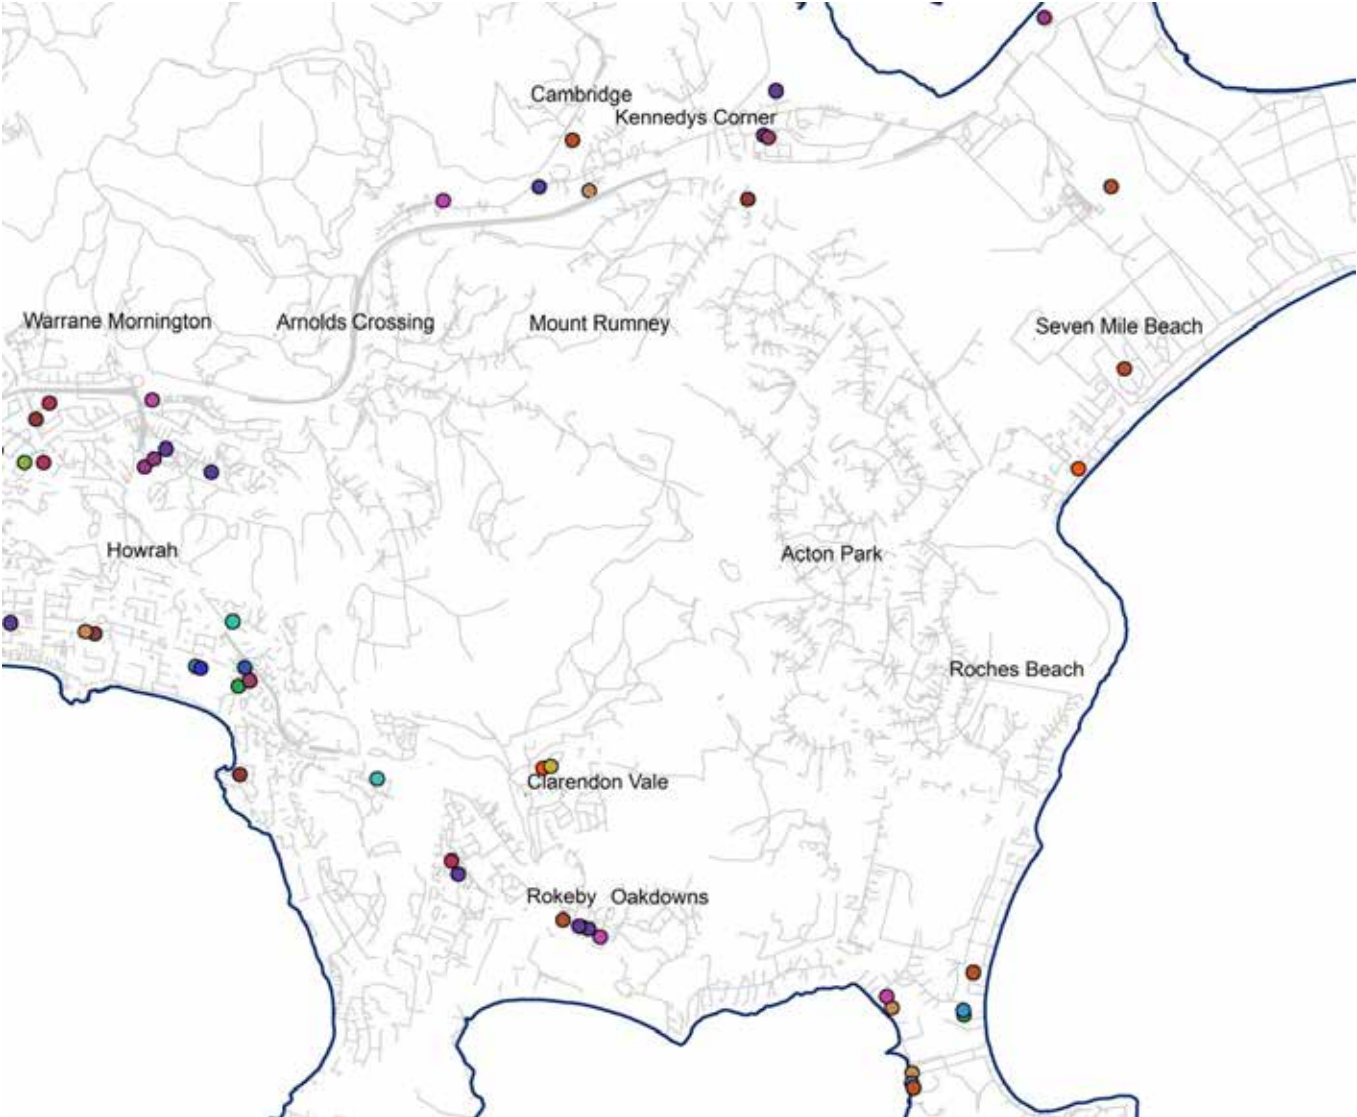 Cambridge
Kennedys Corner
Warrane Mornington
Arnolds Crossing
Mount Rumney
Seven Mile Beach
Howrah
Acton Park
Roches Beach
Clarendon Vale
Rokeby
Oakdowns